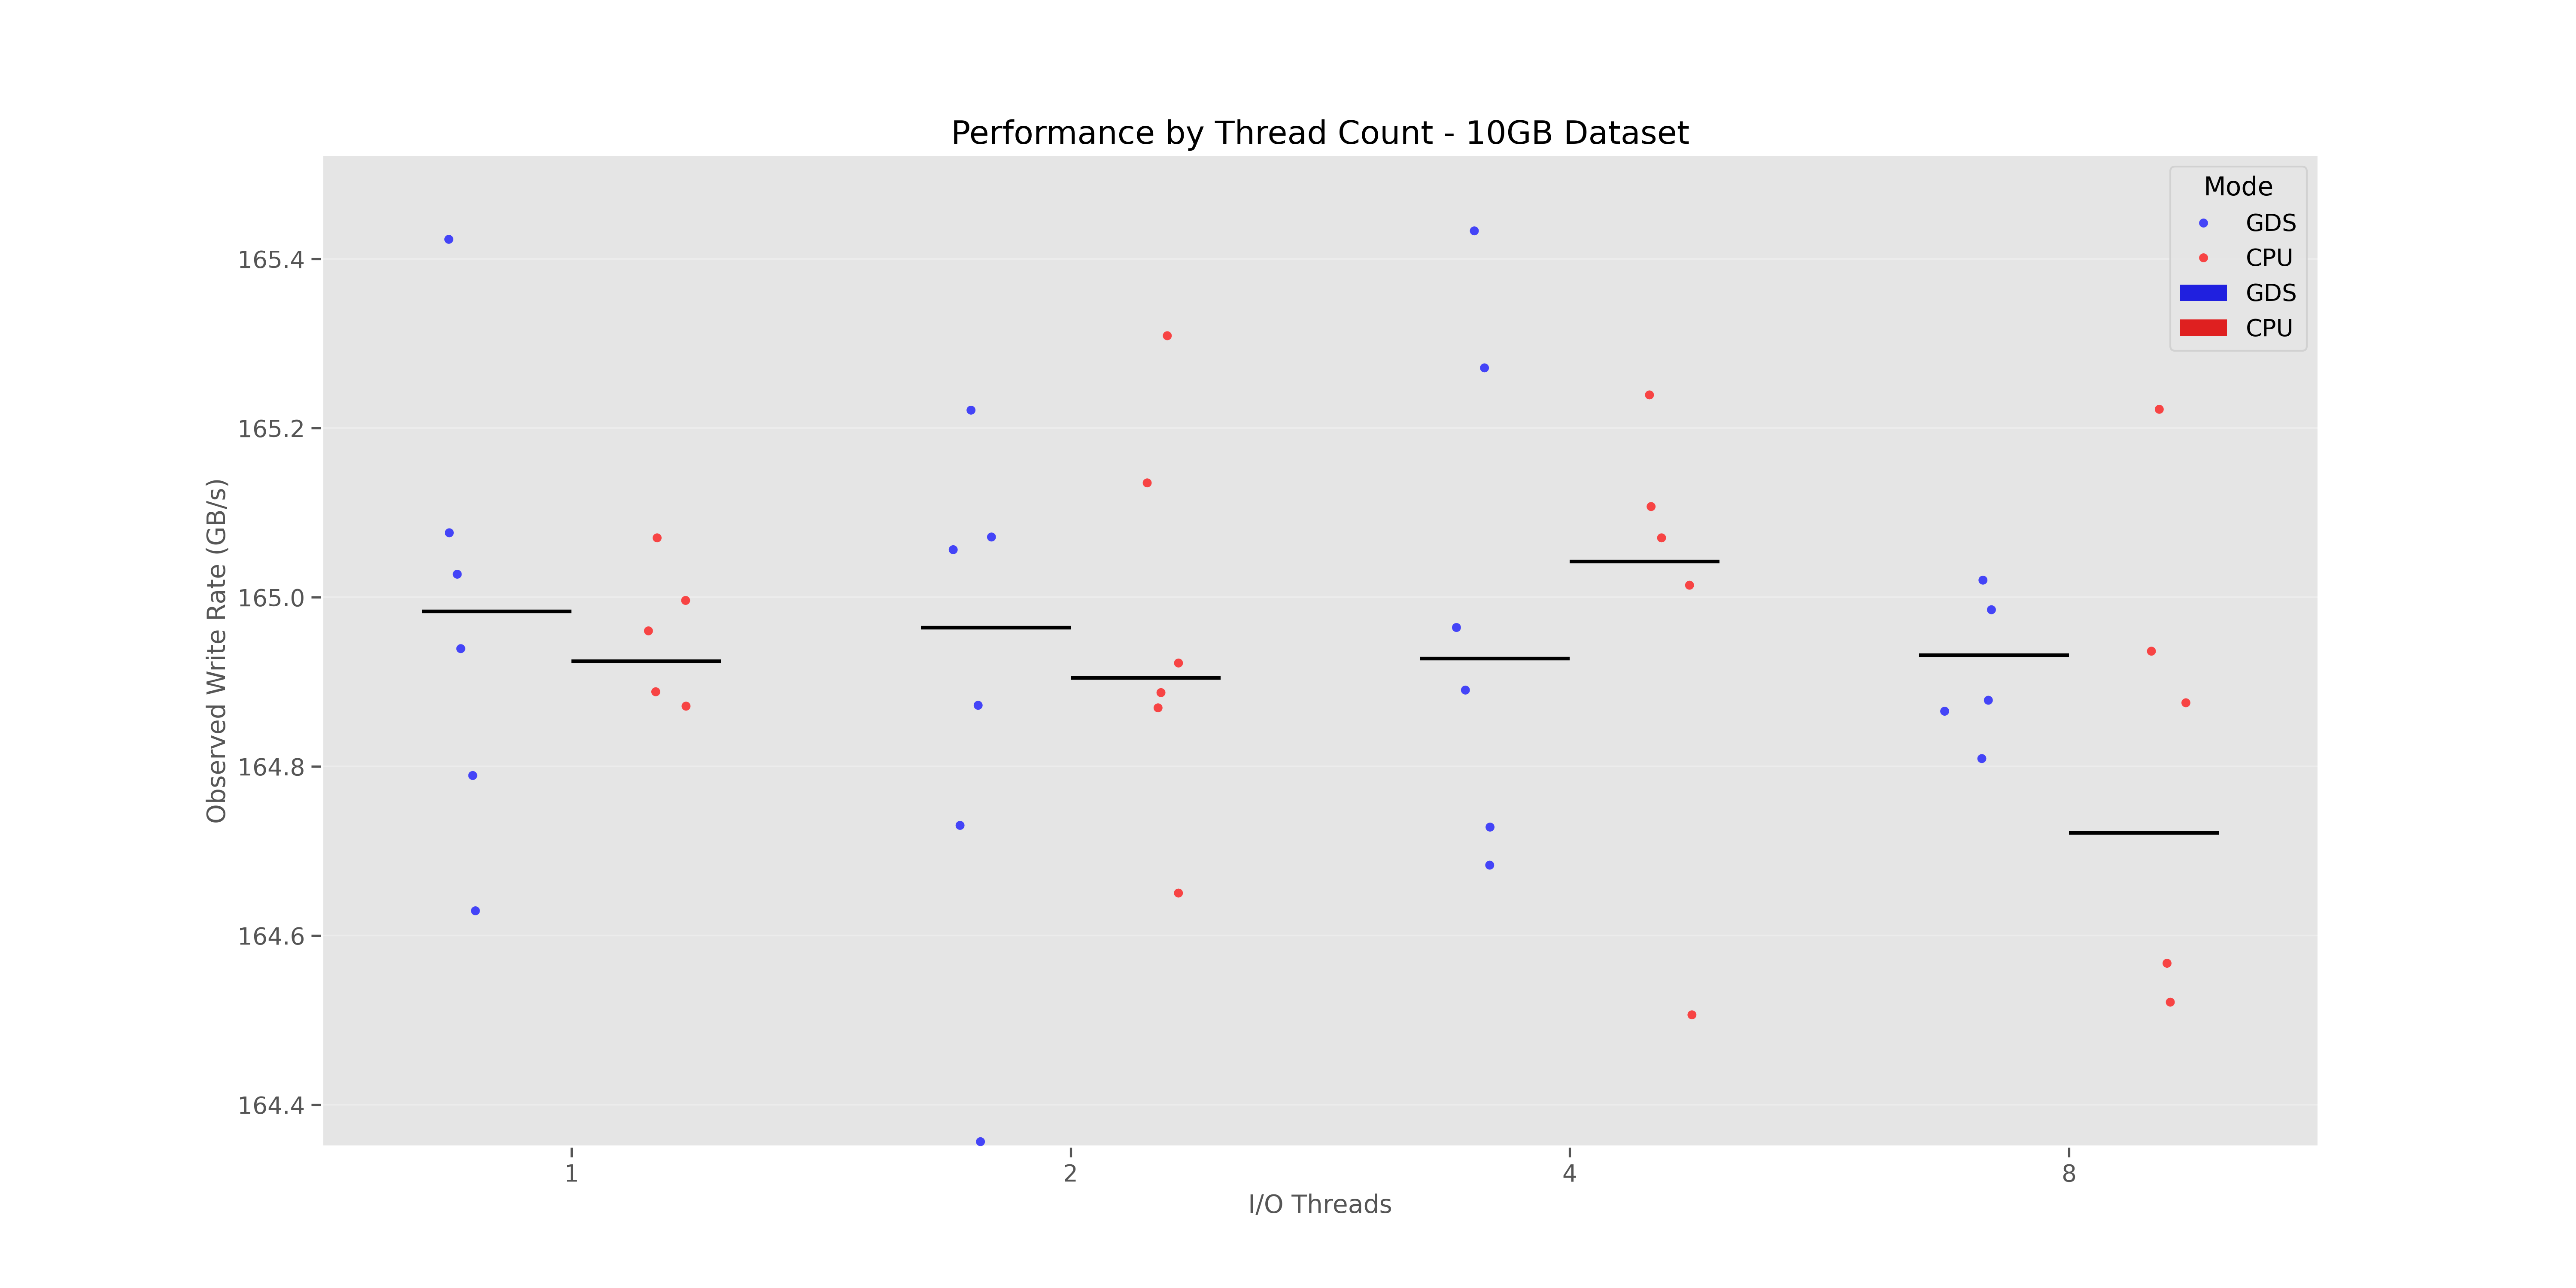 Performance by Thread Count - 10GB Dataset
Mode
GDS
CPU
GDS
CPU
Observed Write Rate (GB/s)
165.4
165.2
165.0
164.8
164.6
164.4
1 2 4 8
I/O Threads